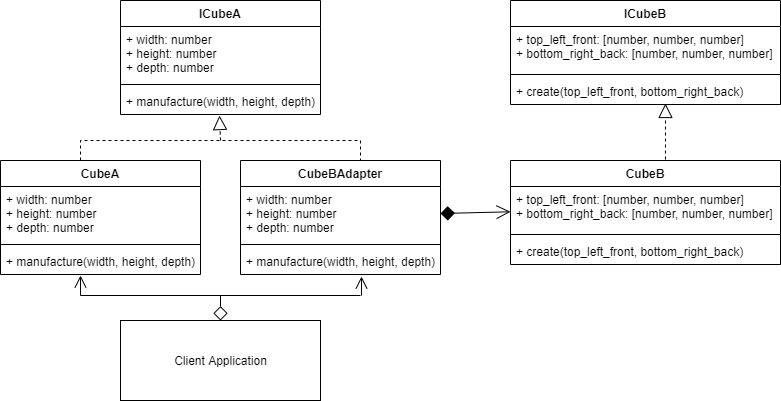 ICubeA
+ width: number
+ height: number
+ depth: number
+ manufacture(width, height, depth)
ICubeB
+ top_left_front: [number, number, number]
+ bottom_right_back: [number, number, number]
+ create(top_left_front, bottom_right_back)
CubeA
+ width: number
+ height: number
+ depth: number
+ manufacture(width, height, depth)
CubeBAdapter
+ width: number
+ height: number
+ depth: number
+ manufacture(width, height, depth)
CubeB
+ top_left_front: [number, number, number]
+ bottom_right_back: [number, number, number]
+ create(top_left_front, bottom_right_back)
Client Application